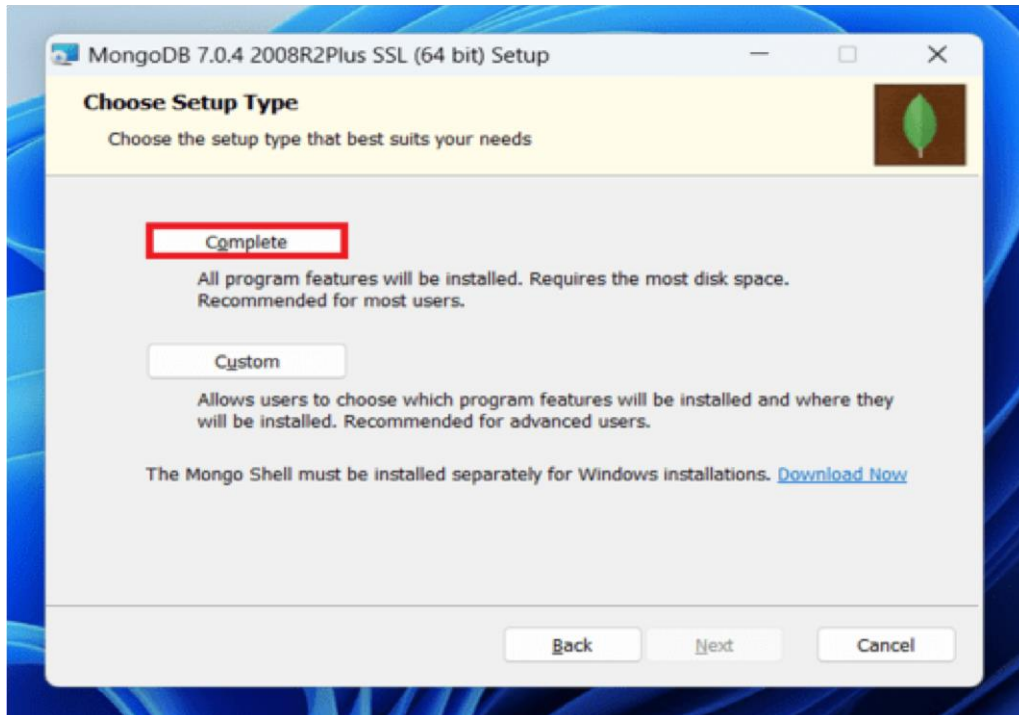 MongoDB 7.0.4 2008R2Plus SSL (64 bit) Setup
Choose Setup Type
Choose the setup type that best suits your needs
Complete
All program features will be installed. Requires the most disk space.
Recommended for most users.
Custom
Allows users to choose which program features will be installed and where they
will be installed. Recommended for advanced users.
The Mongo Shell must be installed separately for Windows installations. Download Now
Back Next Cancel